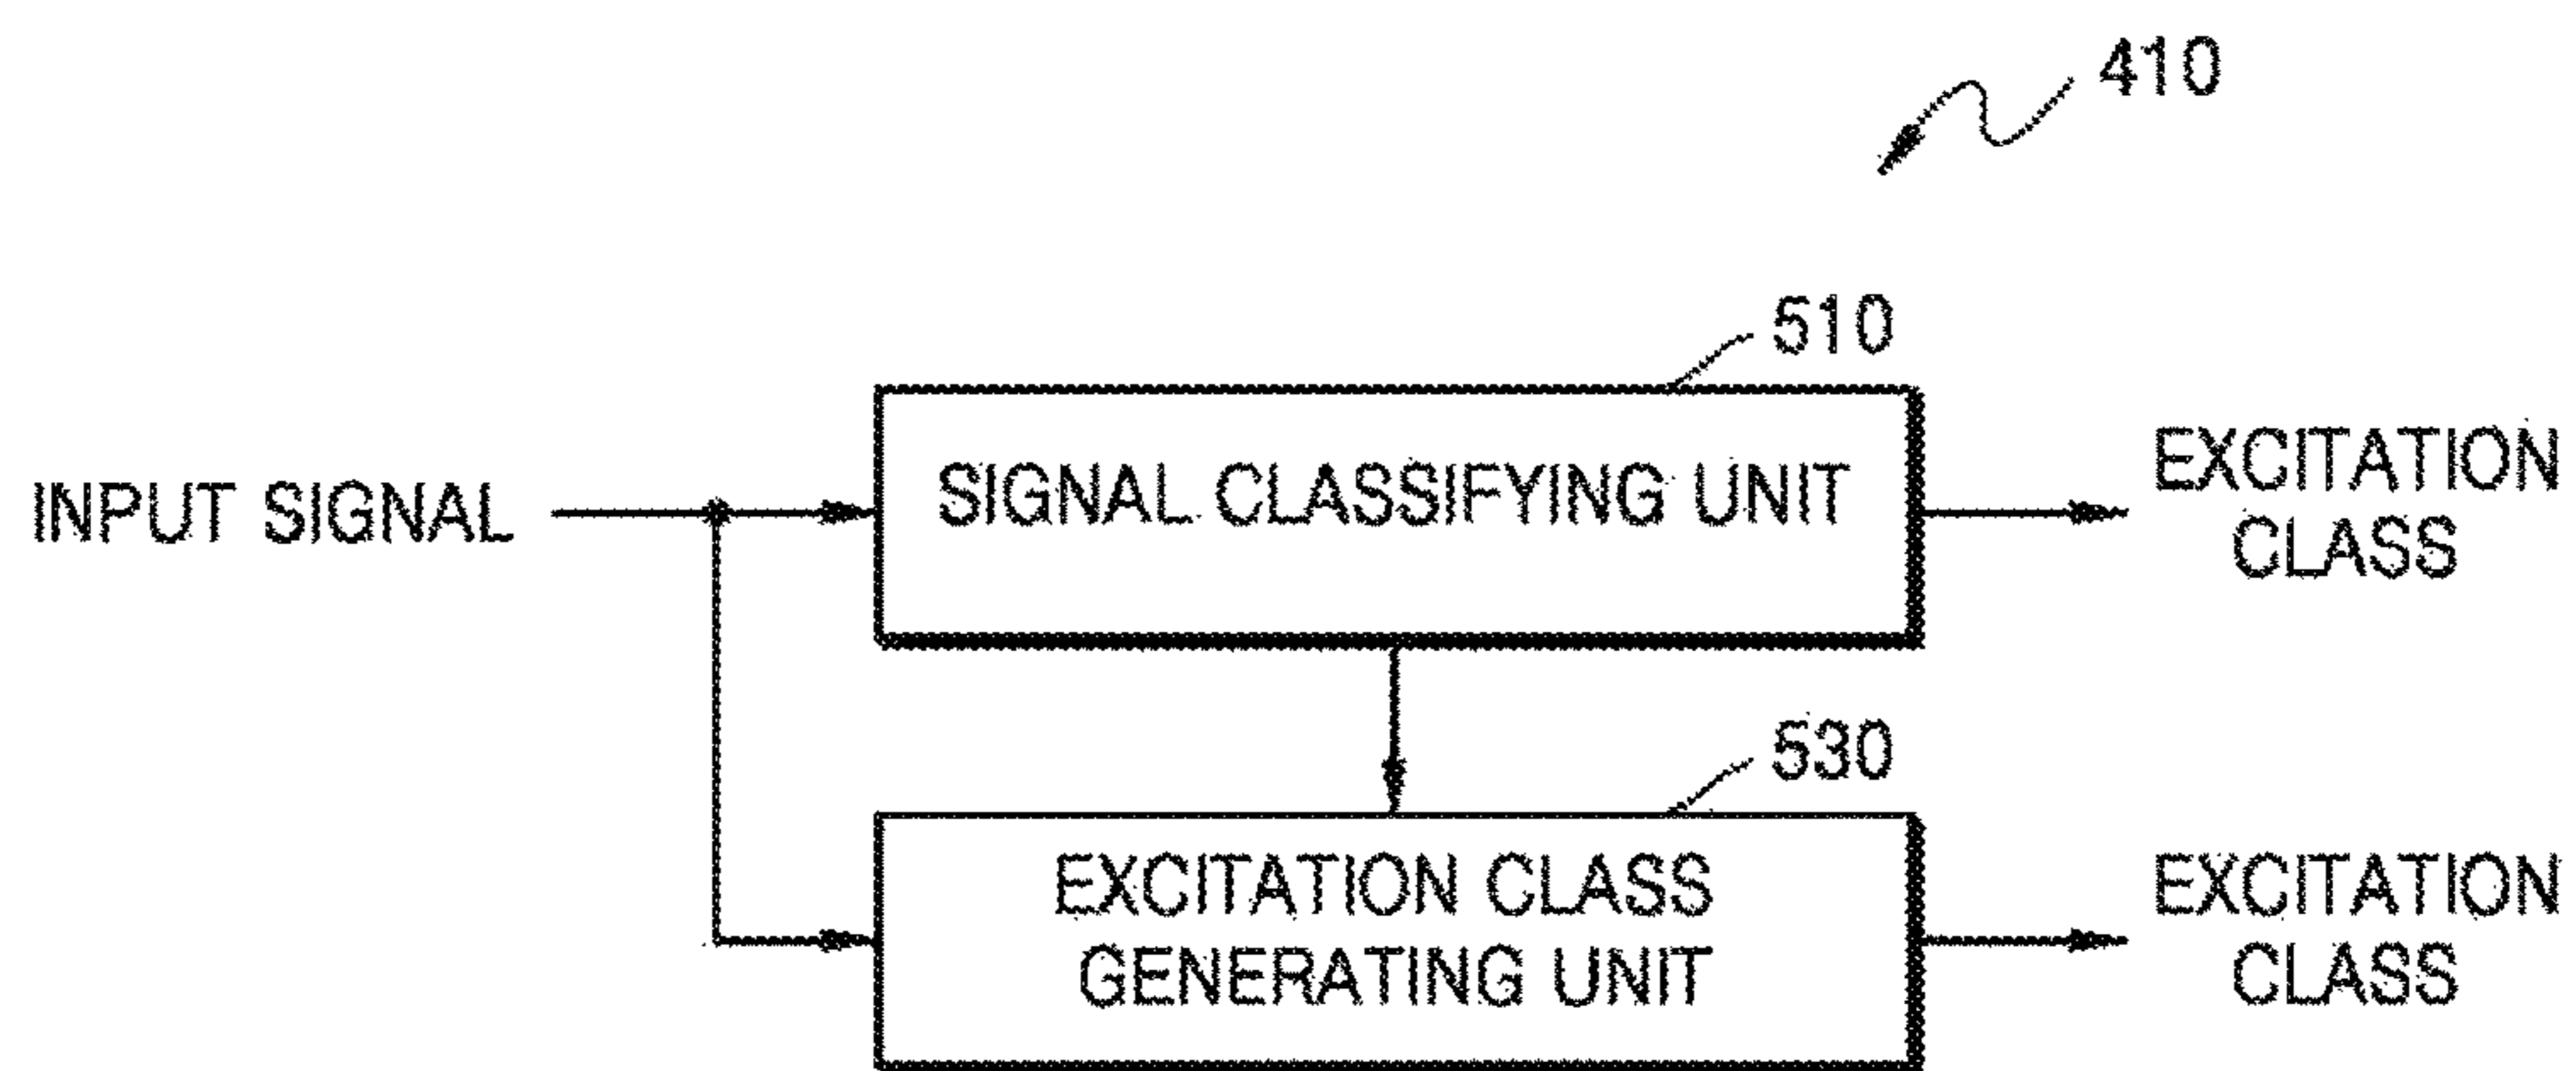 410
510
INPUT SIGNAL
SIGNAL CLASSIFYING UNIT
EXCITATION
CLASS
530
EXCITATION CLASS
GENERATING UNIT
EXCITATION
CLASS